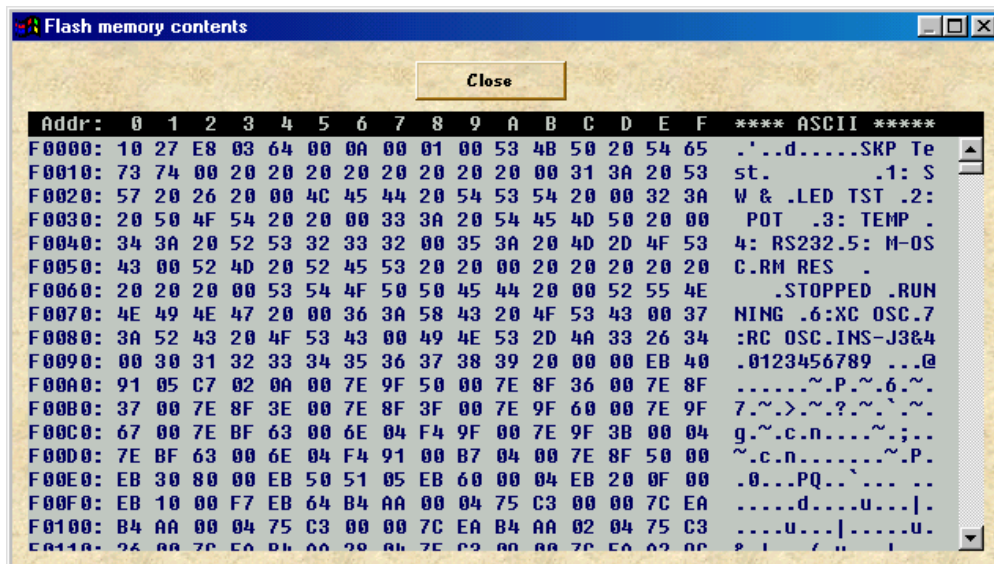 Flash memory contents
Close
Addr: 0 1 2 3 4 5 6 7 8 9 A B C D E F **** ASCII *****
F0000: 10 27 E8 03 64 00 0A 00 01 00 53 4B 50 20 54 65 .'..d.....SKP Te
F0010: 73 74 00 20 20 20 20 20 20 20 20 00 31 3A 20 53 st.        .1: S
F0020: 57 20 26 20 00 4C 45 44 20 54 53 54 20 00 32 3A W & .LED TST .2:
F0030: 20 50 4F 54 20 20 00 33 3A 20 54 45 4D 50 20 00  POT  .3: TEMP .
F0040: 34 3A 20 52 53 32 33 32 00 35 3A 20 4D 2D 4F 53 4: RS232.5: M-OS
F0050: 43 00 52 4D 20 52 45 53 20 20 00 20 20 20 20 20 C.RM RES  .
F0060: 20 20 20 00 53 54 4F 50 50 45 44 20 00 52 55 4E    .STOPPED .RUN
F0070: 4E 49 4E 47 20 00 36 3A 58 43 20 4F 53 43 00 37 NING .6:XC OSC.7
F0080: 3A 52 43 20 4F 53 43 00 49 4E 53 2D 4A 33 26 34 :RC OSC.INS-J3&4
F0090: 00 30 31 32 33 34 35 36 37 38 39 20 00 00 EB 40 .0123456789 ...@
F00A0: 91 05 C7 02 0A 00 7E 9F 50 00 7E 8F 36 00 7E 8F ......~.P.~.6.~.
F00B0: 37 00 7E 8F 3E 00 7E 8F 3F 00 7E 9F 60 00 7E 9F 7.~.>.~.?.~.`.~.
F00C0: 67 00 7E BF 63 00 6E 04 F4 9F 00 7E 9F 3B 00 04 g.~.c.n....~.;..
F00D0: 7E BF 63 00 6E 04 F4 91 00 B7 04 00 7E 8F 50 00 ~.c.n.......~.P.
F00E0: EB 30 80 00 EB 50 51 05 EB 60 00 04 EB 20 0F 00 .0...PQ..`... ..
F00F0: EB 10 00 F7 EB 64 B4 AA 00 04 75 C3 00 00 7C EA .....d....u...|.
F0100: B4 AA 00 04 75 C3 00 00 7C EA B4 AA 02 04 75 C3 ....u...|.....u.